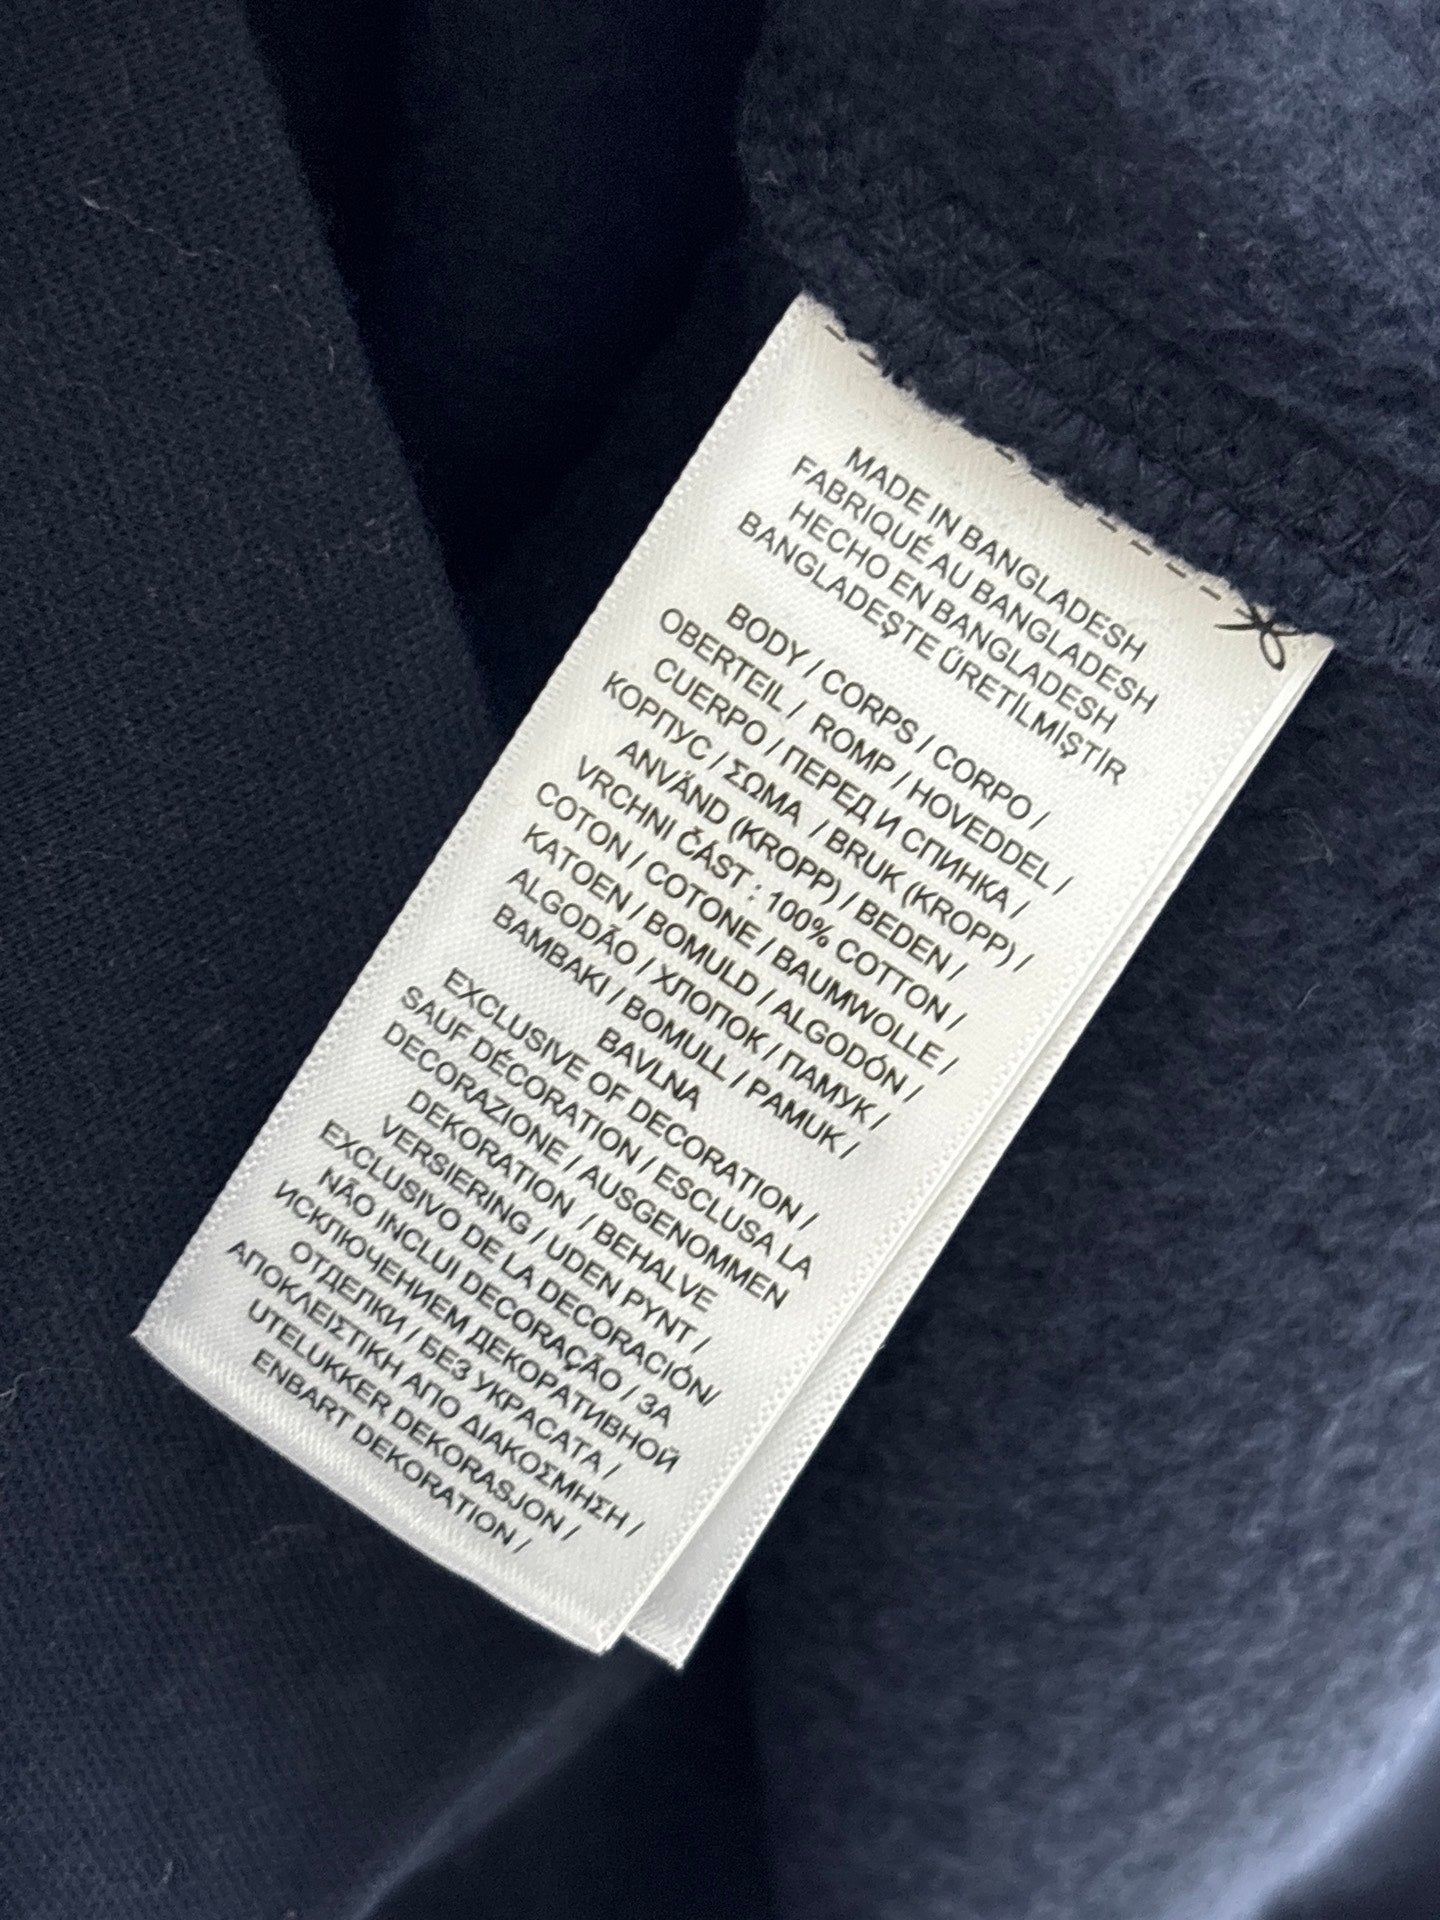 MADE IN BANGLADESH
FABRIQUÉ AU BANGLADESH
HECHO EN BANGLADESH
BANGLADEŞTE ÜRETİLMİŞTİR
BODY / CORPS / CORPO /
OBERTEIL / ROMP / HOVEDDEL /
CUERPO / ПЕРЕД И СПИНКА /
КОРПУС / ΣΩΜΑ / BRUK (KROPP) /
ANVÄND (KROPP) / BEDEN /
VRCHNI ČÁST : 100% COTTON /
COTON / COTONE / BAUMWOLLE /
KATOEN / BOMULD / ALGODÓN /
ALGODÃO / ХЛОПОК / ПАМУК /
BAMBAKI / BOMULL / PAMUK /
BAVLNA
EXCLUSIVE OF DECORATION /
SAUF DÉCORATION / ESCLUSA LA
DECORAZIONE / AUSGENOMMEN
DEKORATION / BEHALVE
VERSIERING / UDEN PYNT /
EXCLUSIVO DE LA DECORACIÓN/
NÃO INCLUI DECORAÇÃO / ЗА
ИСКЛЮЧЕНИЕМ ДЕКОРАТИВНОЙ
ОТДЕЛКИ / БЕЗ УКРАСАТА /
ΑΠΟΚΛΕΙΣΤΙΚΗ ΑΠΟ ΔΙΑΚΟΣΜΗΣΗ /
UTELUKKER DEKORASJON /
ENBART DEKORATION /